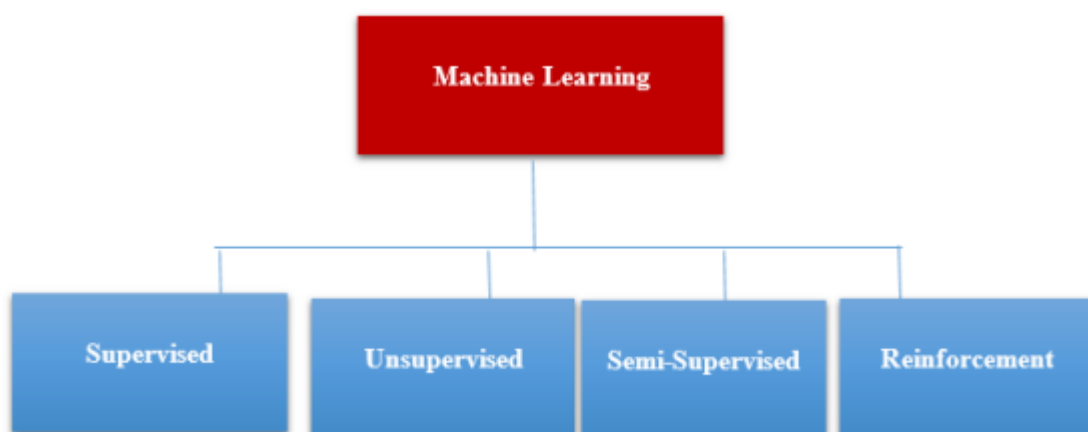 Machine Learning
Supervised
Unsupervised
Semi-Supervised
Reinforcement